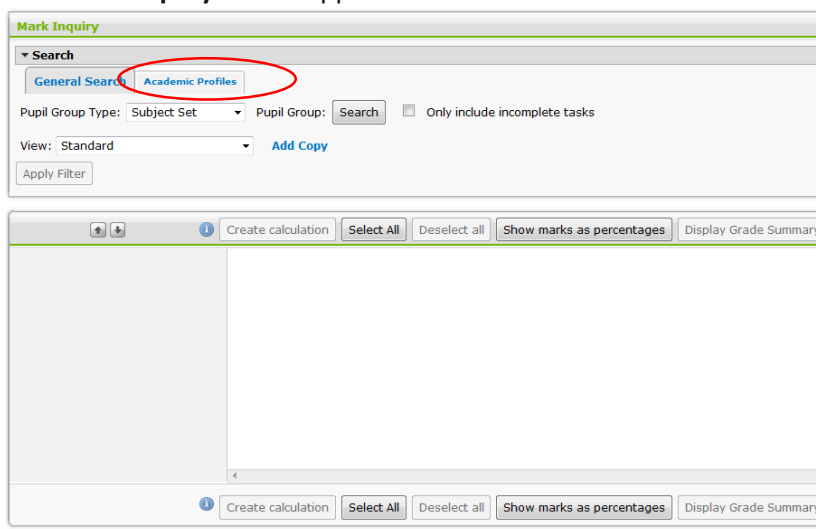 Mark Inquiry
Search
General Search Academic Profiles
Pupil Group Type: Subject Set Pupil Group: Search Only include incomplete tasks
View: Standard Add Copy
Apply Filter
Create calculation Select All Deselect all Show marks as percentages Display Grade Summary
Create calculation Select All Deselect all Show marks as percentages Display Grade Summary